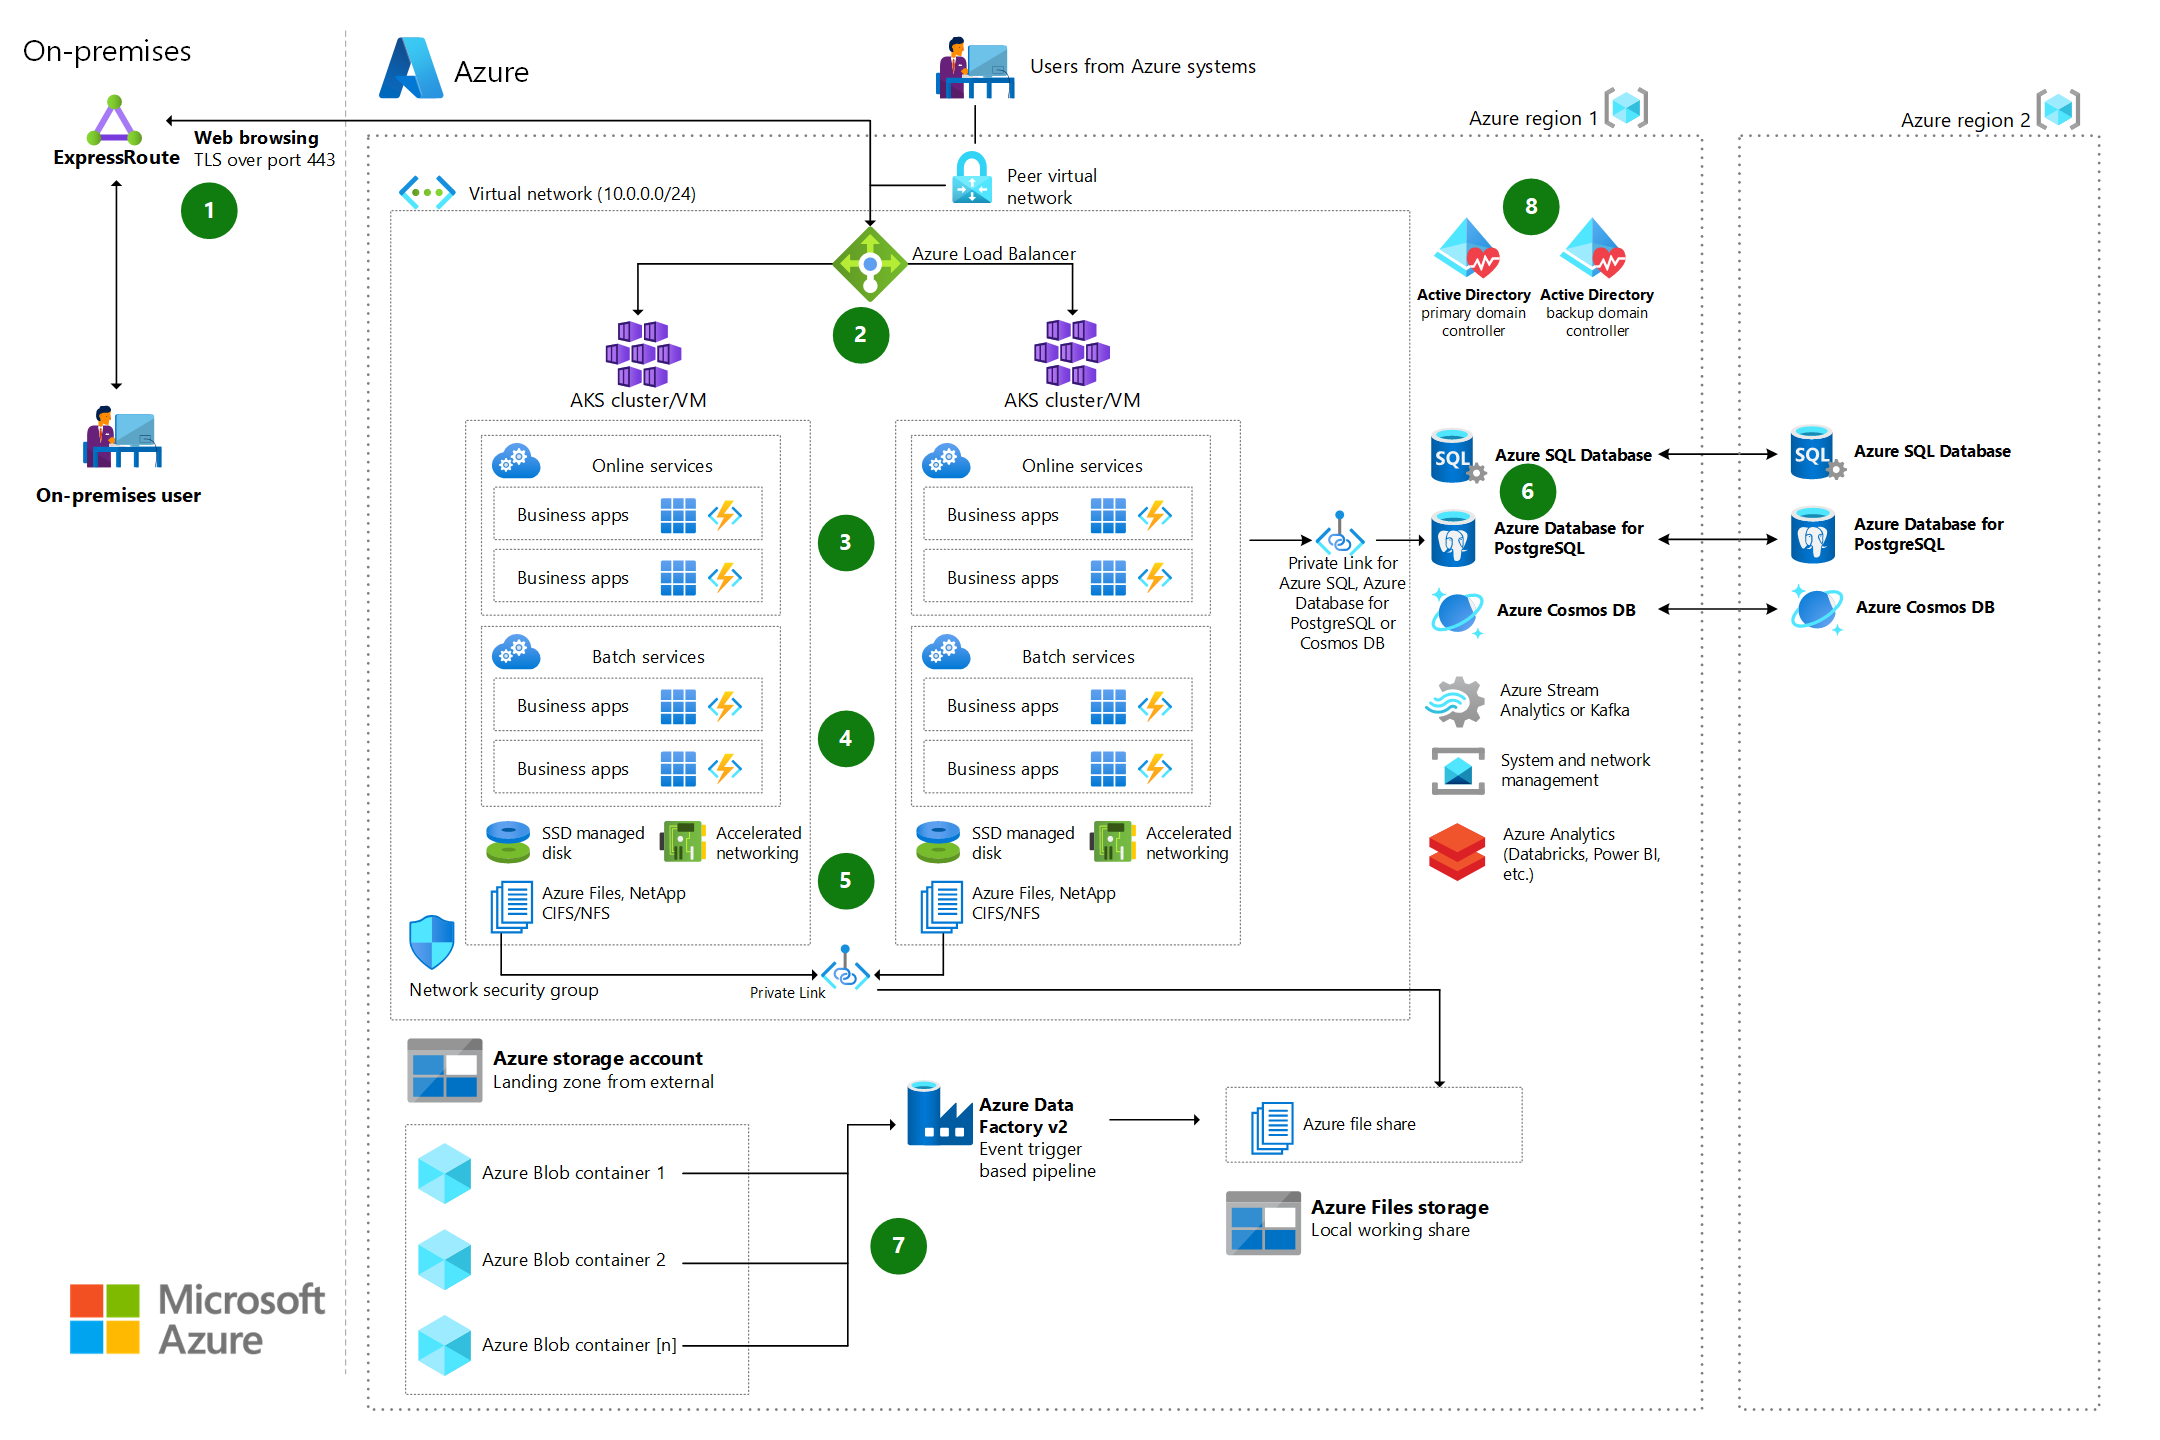 On-premises
ExpressRoute
Web browsing
TLS over port 443
1
On-premises user
Azure
Users from Azure systems
Azure region 1
Azure region 2
Peer virtual
network
Virtual network (10.0.0.0/24)
Azure Load Balancer
2
8
Active Directory
primary domain
controller
Active Directory
backup domain
controller
AKS cluster/VM
Online services
Business apps
Business apps
Batch services
Business apps
Business apps
SSD managed
disk
Accelerated
networking
Azure Files, NetApp
CIFS/NFS
3
4
5
AKS cluster/VM
Online services
Business apps
Business apps
Batch services
Business apps
Business apps
SSD managed
disk
Accelerated
networking
Azure Files, NetApp
CIFS/NFS
Private Link for
Azure SQL, Azure
Database for
PostgreSQL or
Cosmos DB
SQL
Azure SQL Database
6
Azure Database for
PostgreSQL
Azure Cosmos DB
Azure Stream
Analytics or Kafka
System and network
management
Azure Analytics
(Databricks, Power BI,
etc.)
SQL
Azure SQL Database
Azure Database for
PostgreSQL
Azure Cosmos DB
Network security group
Private Link
Azure storage account
Landing zone from external
Azure Blob container 1
Azure Blob container 2
Azure Blob container [n]
7
Azure Data
Factory v2
Event trigger
based pipeline
Azure file share
Azure Files storage
Local working share
Microsoft
Azure